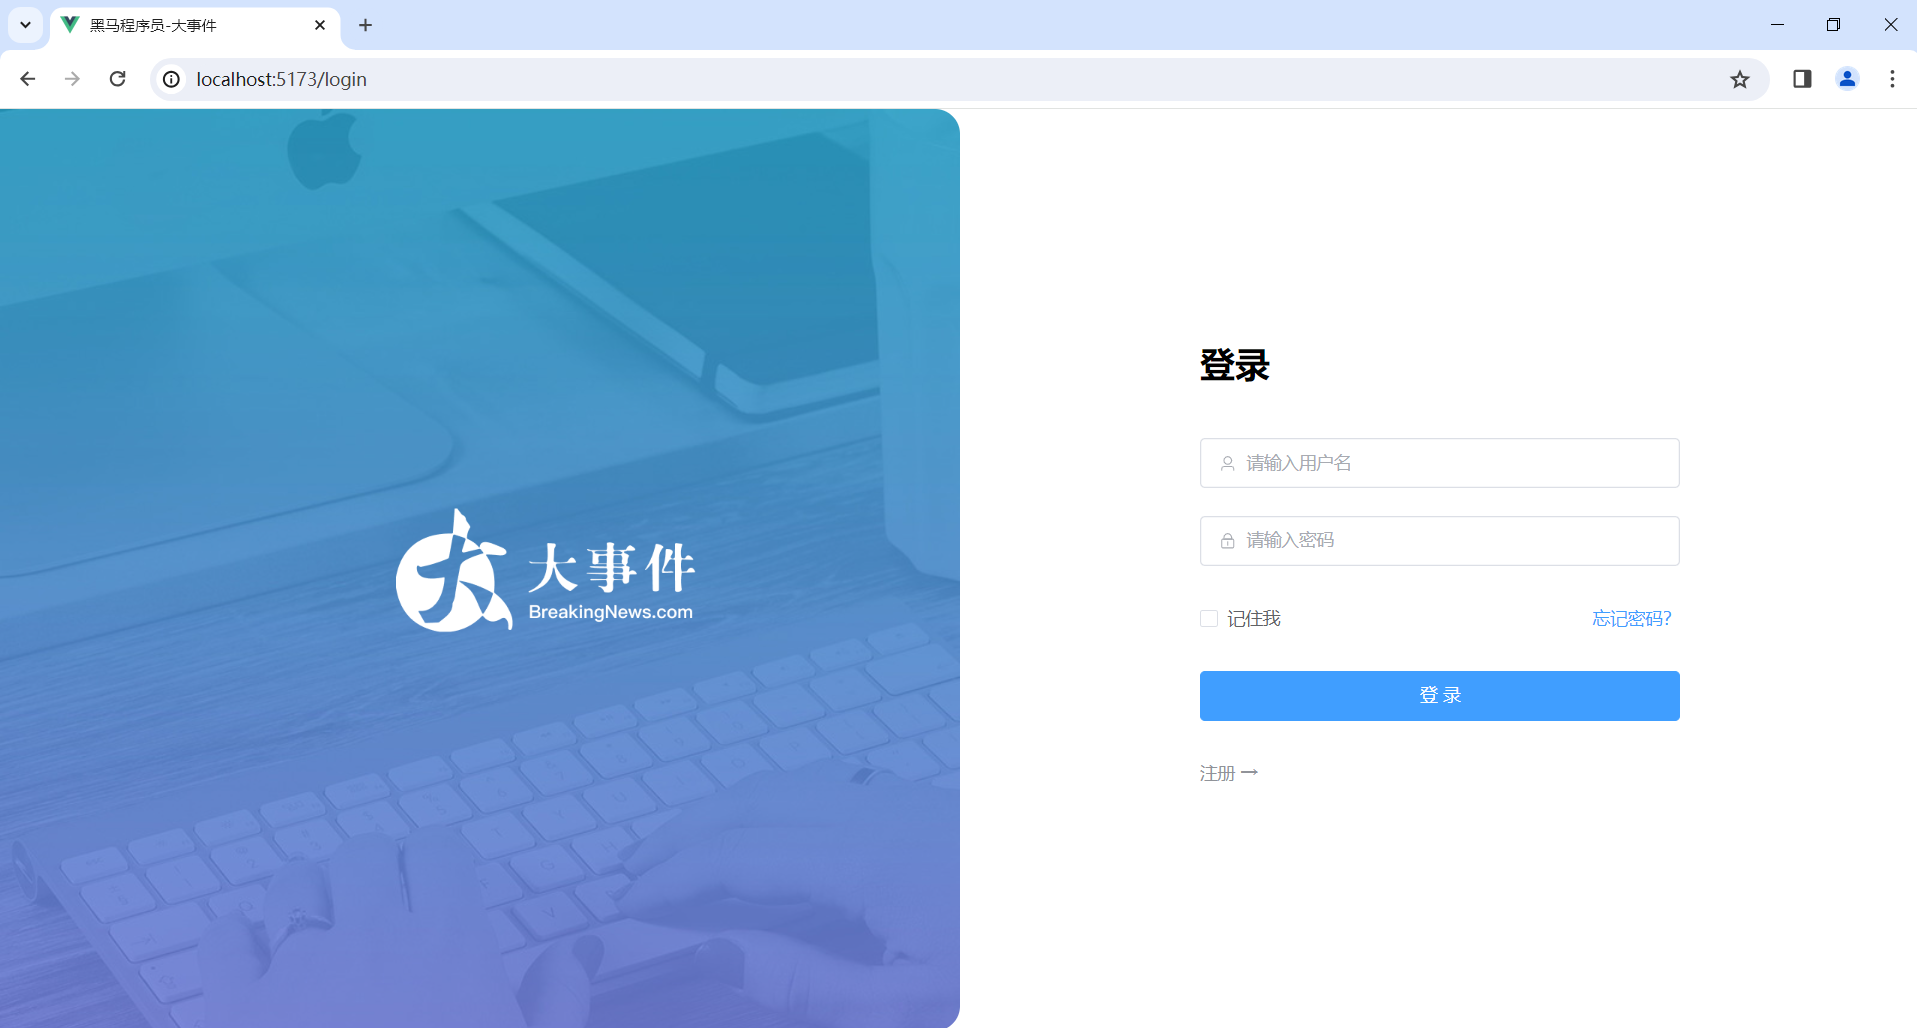 黑马程序员-大事件
localhost:5173/login
大事件
BreakingNews.com
登录
请输入用户名
请输入密码
记住我
忘记密码?
登录
注册 →